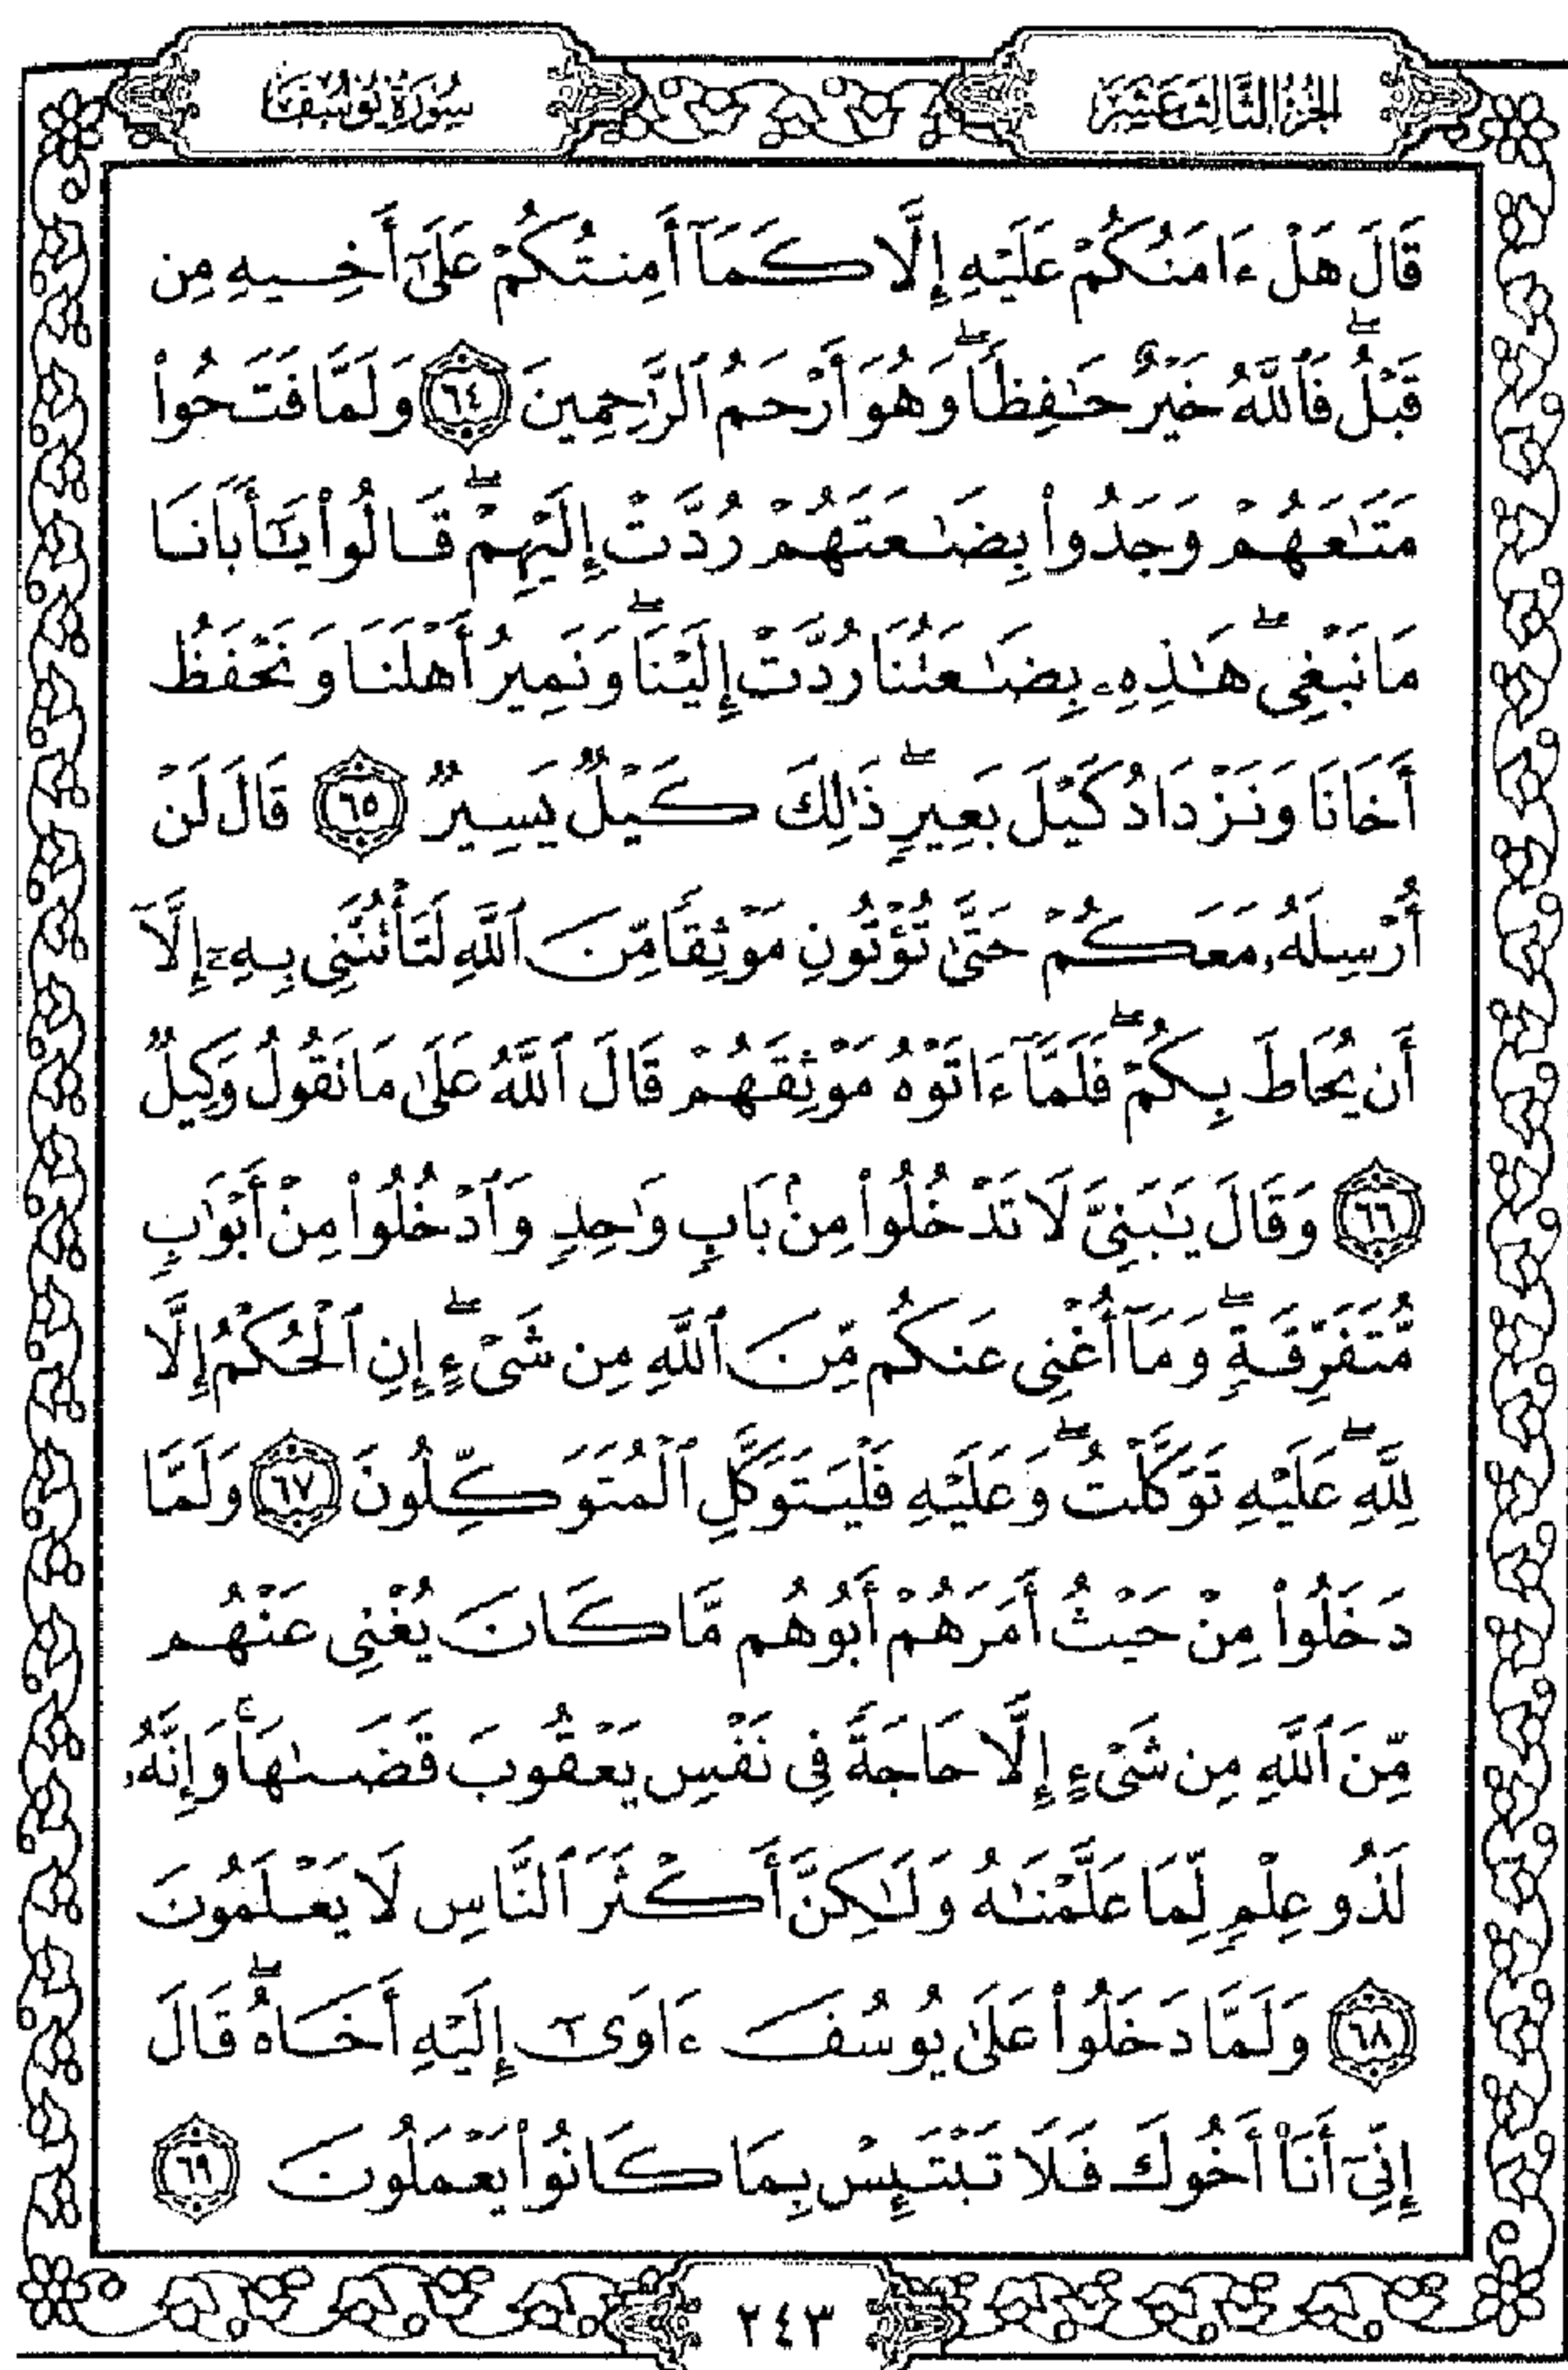 الجزء الثالث عشر
سورة يوسف
قَالَ هَلْ ءَامَنُكُمْ عَلَيْهِ إِلَّا كَمَآ أَمِنتُكُمْ عَلَىٰٓ أَخِيهِ مِن
قَبْلُ ۖ فَٱللَّهُ خَيْرٌ حَـٰفِظًا ۖ وَهُوَ أَرْحَمُ ٱلرَّٰحِمِينَ ٦٤ وَلَمَّا فَتَحُوا۟
مَتَـٰعَهُمْ وَجَدُوا۟ بِضَـٰعَتَهُمْ رُدَّتْ إِلَيْهِمْ ۖ قَالُوا۟ يَـٰٓأَبَانَا
مَا نَبْغِى ۖ هَـٰذِهِۦ بِضَـٰعَتُنَا رُدَّتْ إِلَيْنَا ۖ وَنَمِيرُ أَهْلَنَا وَنَحْفَظُ
أَخَانَا وَنَزْدَادُ كَيْلَ بَعِيرٍ ۖ ذَٰلِكَ كَيْلٌ يَسِيرٌ ٦٥ قَالَ لَنْ
أُرْسِلَهُۥ مَعَكُمْ حَتَّىٰ تُؤْتُونِ مَوْثِقًا مِّنَ ٱللَّهِ لَتَأْتُنَّنِى بِهِۦٓ إِلَّآ
أَن يُحَاطَ بِكُمْ ۖ فَلَمَّآ ءَاتَوْهُ مَوْثِقَهُمْ قَالَ ٱللَّهُ عَلَىٰ مَا نَقُولُ وَكِيلٌ
٦٦ وَقَالَ يَـٰبَنِىَّ لَا تَدْخُلُوا۟ مِنۢ بَابٍ وَٰحِدٍ وَٱدْخُلُوا۟ مِنْ أَبْوَٰبٍ
مُّتَفَرِّقَةٍ ۖ وَمَآ أُغْنِى عَنكُم مِّنَ ٱللَّهِ مِن شَىْءٍ ۖ إِنِ ٱلْحُكْمُ إِلَّا
لِلَّهِ ۖ عَلَيْهِ تَوَكَّلْتُ ۖ وَعَلَيْهِ فَلْيَتَوَكَّلِ ٱلْمُتَوَكِّلُونَ ٦٧ وَلَمَّا
دَخَلُوا۟ مِنْ حَيْثُ أَمَرَهُمْ أَبُوهُم مَّا كَانَ يُغْنِى عَنْهُم
مِّنَ ٱللَّهِ مِن شَىْءٍ إِلَّا حَاجَةً فِى نَفْسِ يَعْقُوبَ قَضَىٰهَا ۚ وَإِنَّهُۥ
لَذُو عِلْمٍ لِّمَا عَلَّمْنَـٰهُ وَلَـٰكِنَّ أَكْثَرَ ٱلنَّاسِ لَا يَعْلَمُونَ
٦٨ وَلَمَّا دَخَلُوا۟ عَلَىٰ يُوسُفَ ءَاوَىٰٓ إِلَيْهِ أَخَاهُ ۖ قَالَ
إِنِّىٓ أَنَا۠ أَخُوكَ فَلَا تَبْتَئِسْ بِمَا كَانُوا۟ يَعْمَلُونَ ٦٩
٢٤٣